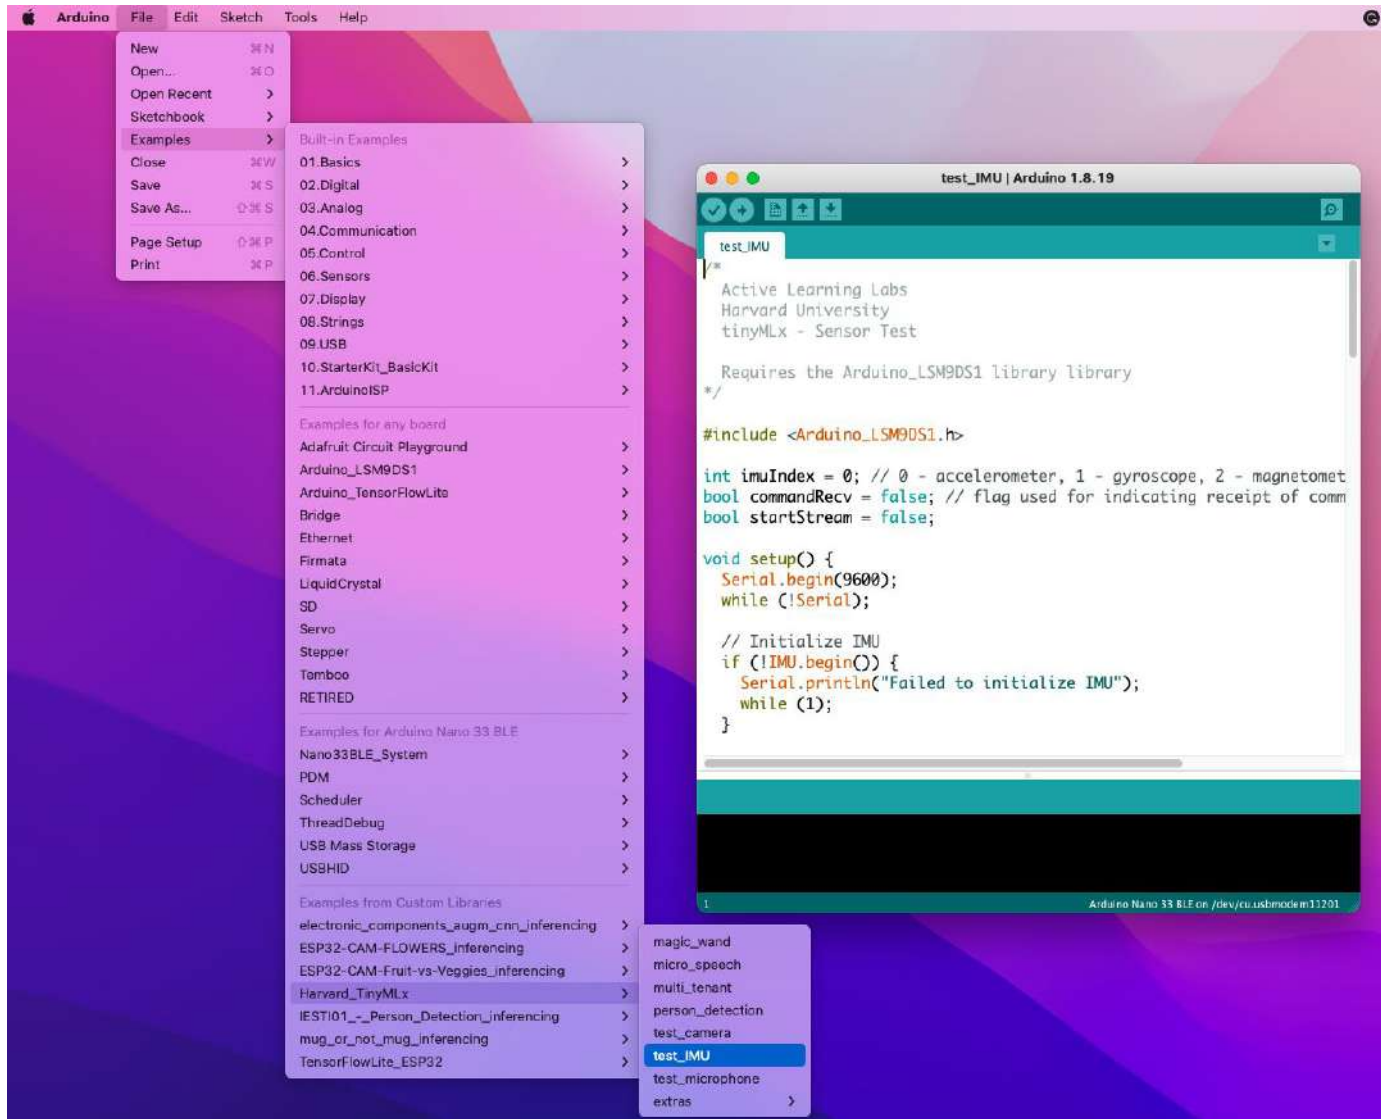 Arduino File Edit Sketch Tools Help
New ⌘ N
Open... ⌘ O
Open Recent >
Sketchbook >
Examples >
Close ⌘ W
Save ⌘ S
Save As... ⇧ ⌘ S
Page Setup ⇧ ⌘ P
Print ⌘ P
Built-in Examples
01.Basics >
02.Digital >
03.Analog >
04.Communication >
05.Control >
06.Sensors >
07.Display >
08.Strings >
09.USB >
10.StarterKit_BasicKit >
11.ArduinoISP >
Examples for any board
Adafruit Circuit Playground >
Arduino_LSM9DS1 >
Arduino_TensorFlowLite >
Bridge >
Ethernet >
Firmata >
LiquidCrystal >
SD >
Servo >
Stepper >
Temboo >
RETIRED >
Examples for Arduino Nano 33 BLE
Nano33BLE_System >
PDM >
Scheduler >
ThreadDebug >
USB Mass Storage >
USBHID >
Examples from Custom Libraries
electronic_components_augm_cnn_inferencing >
ESP32-CAM-FLOWERS_inferencing >
ESP32-CAM-Fruit-vs-Veggies_inferencing >
Harvard_TinyMLx >
IESTI01_-_Person_Detection_inferencing >
mug_or_not_mug_inferencing >
TensorFlowLite_ESP32 >
magic_wand
micro_speech
multi_tenant
person_detection
test_camera
test_IMU
test_microphone
extras >
test_IMU | Arduino 1.8.19
test_IMU
/*
Active Learning Labs
Harvard University
tinyMLx - Sensor Test
Requires the Arduino_LSM9DS1 library library
*/
#include <Arduino_LSM9DS1.h>
int imuIndex = 0; // 0 - accelerometer, 1 - gyroscope, 2 - magnetomet
bool commandRecv = false; // flag used for indicating receipt of comm
bool startStream = false;
void setup() {
Serial.begin(9600);
while (!Serial);
// Initialize IMU
if (!IMU.begin()) {
Serial.println("Failed to initialize IMU");
while (1);
}
1 Arduino Nano 33 BLE on /dev/cu.usbmodem11201